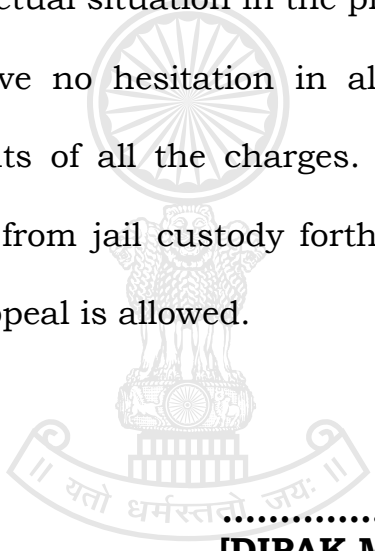 ctual situation in the p
ve no hesitation in al
ts of all the charges.
from jail custody forth
ppeal is allowed.
॥ यतो धर्मस्ततो जयः ॥
..............
[DIPAK M